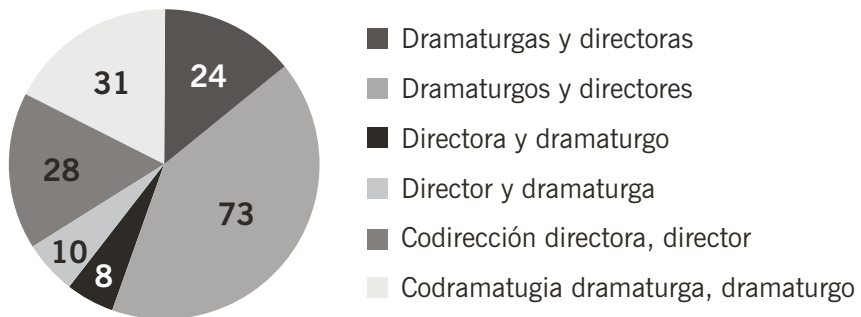 31
24
28
73
10
8
Dramaturgas y directoras
Dramaturgos y directores
Directora y dramaturgo
Director y dramaturga
Codirección directora, director
Codramatugia dramaturga, dramaturgo